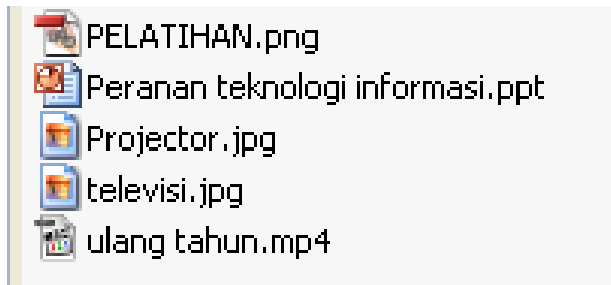 PELATIHAN.png
Peranan teknologi informasi.ppt
Projector.jpg
televisi.jpg
ulang tahun.mp4